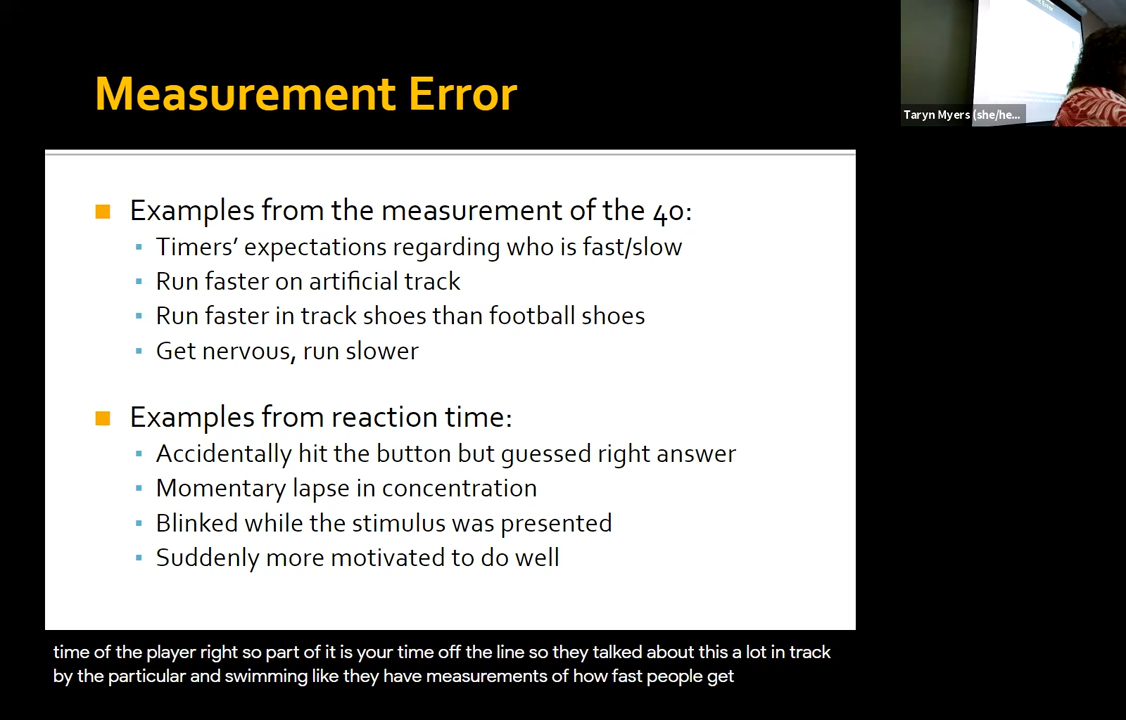 Measurement Error
Taryn Myers (she/he...
Examples from the measurement of the 40:
Timers' expectations regarding who is fast/slow
Run faster on artificial track
Run faster in track shoes than football shoes
Get nervous, run slower
Examples from reaction time:
Accidentally hit the button but guessed right answer
Momentary lapse in concentration
Blinked while the stimulus was presented
Suddenly more motivated to do well
time of the player right so part of it is your time off the line so they talked about this a lot in track
by the particular and swimming like they have measurements of how fast people get